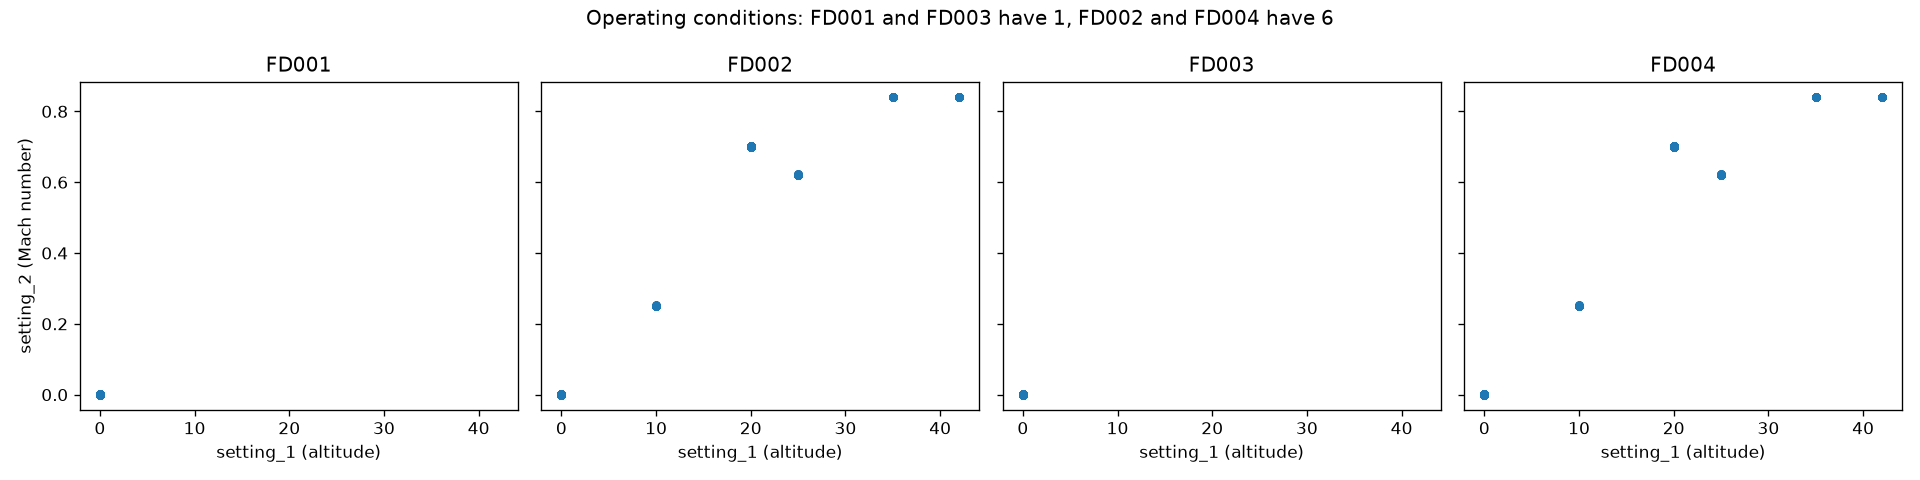 Operating conditions: FD001 and FD003 have 1, FD002 and FD004 have 6
FD001
FD002
FD003
FD004
setting_2 (Mach number)
0.8
0.6
0.4
0.2
0.0
0 10 20 30 40
0 10 20 30 40
0 10 20 30 40
0 10 20 30 40
setting_1 (altitude)
setting_1 (altitude)
setting_1 (altitude)
setting_1 (altitude)